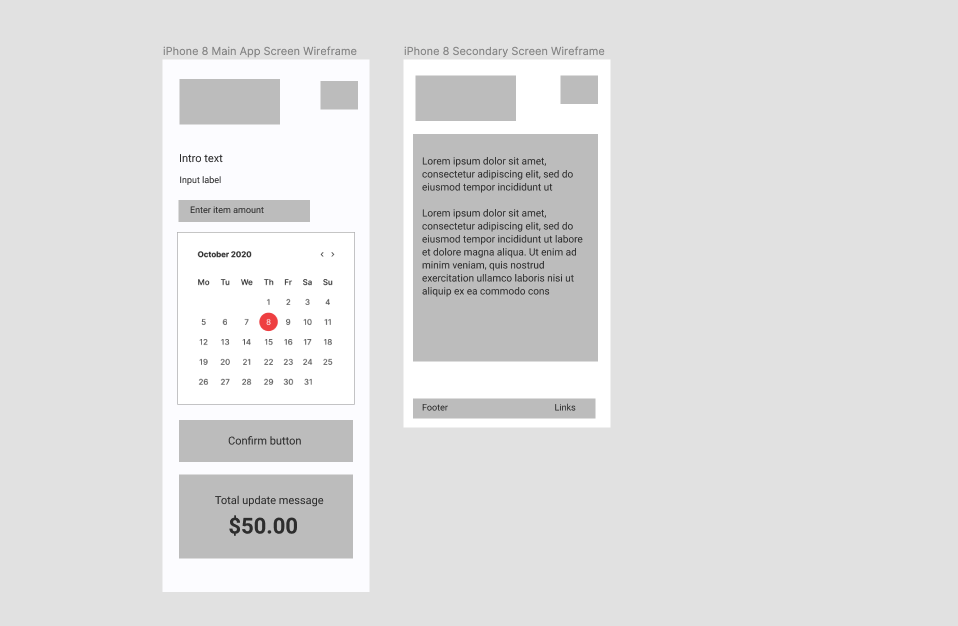 iPhone 8 Main App Screen Wireframe
Intro text
Input label
Enter item amount
October 2020 ‹ ›
Mo Tu We Th Fr Sa Su
1 2 3 4
5 6 7 8 9 10 11
12 13 14 15 16 17 18
19 20 21 22 23 24 25
26 27 28 29 30 31
Confirm button
Total update message
$50.00
iPhone 8 Secondary Screen Wireframe
Lorem ipsum dolor sit amet,
consectetur adipiscing elit, sed do
eiusmod tempor incididunt ut
Lorem ipsum dolor sit amet,
consectetur adipiscing elit, sed do
eiusmod tempor incididunt ut labore
et dolore magna aliqua. Ut enim ad
minim veniam, quis nostrud
exercitation ullamco laboris nisi ut
aliquip ex ea commodo cons
Footer Links